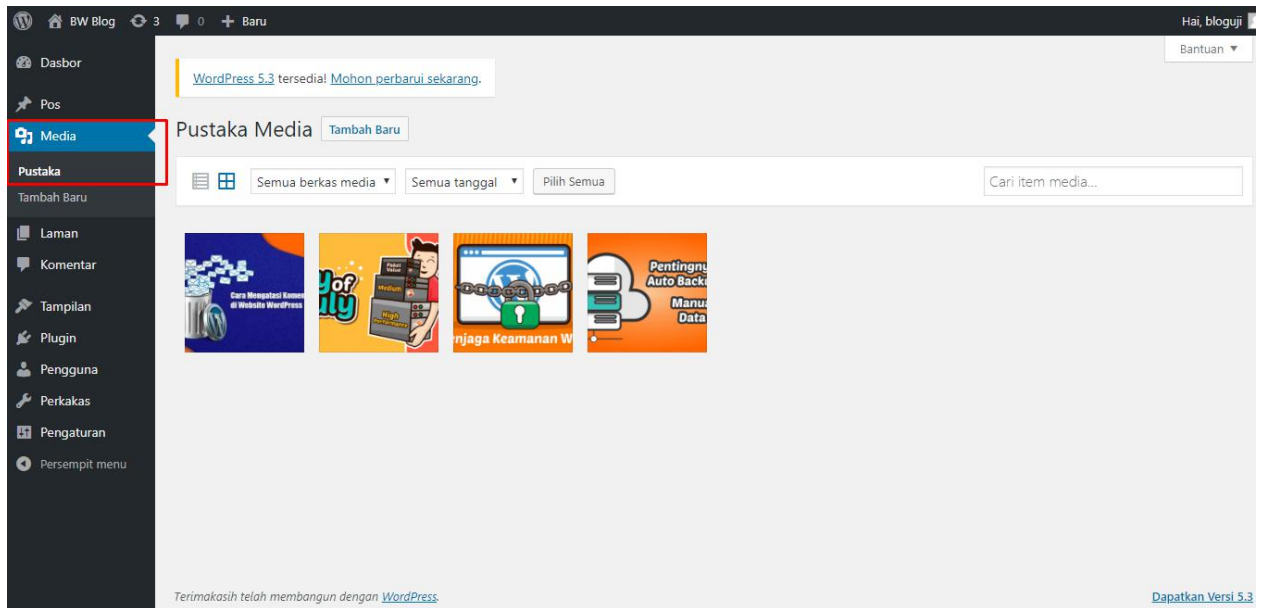 BW Blog 3 0 + Baru Hai, bloguji
Bantuan ▼
Dasbor
Pos
Media
Pustaka
Tambah Baru
Laman
Komentar
Tampilan
Plugin
Pengguna
Perkakas
Pengaturan
Persempit menu
WordPress 5.3 tersedia! Mohon perbarui sekarang.
Pustaka Media Tambah Baru
Semua berkas media ▼ Semua tanggal ▼ Pilih Semua Cari item media...
Cara Mengatasi Komen
di Website WordPress
y of
uly
Paket
Value
Medium
High
Performance
njaga Keamanan W
Pentingny
Auto Back
Manu
Data
Terimakasih telah membangun dengan WordPress.
Dapatkan Versi 5.3